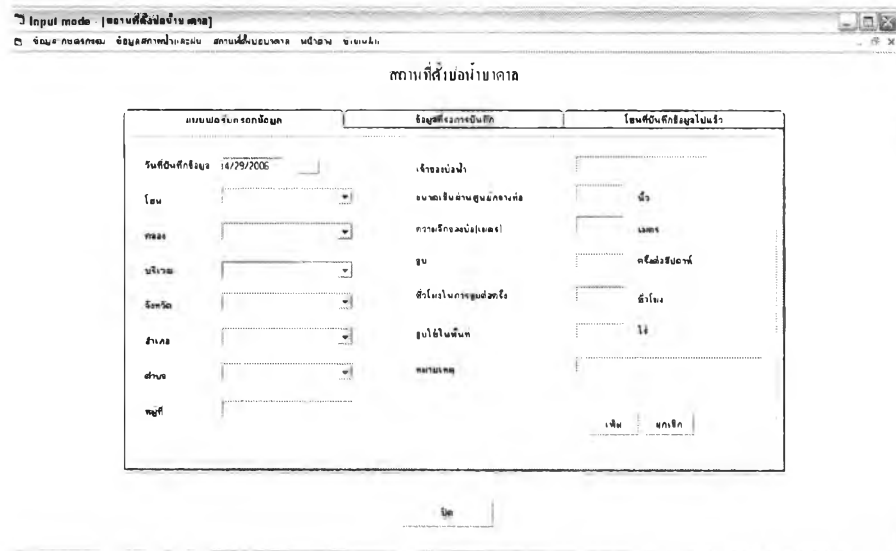 Input mode - [สถานที่ตั้งบ่อน้ำบาดาล]
ข้อมูลเกษตรกรรม ข้อมูลสภาพน้ำและฝน สถานที่ตั้งบ่อบาดาล หน้าต่าง ช่วยเหลือ
สถานที่ตั้งบ่อน้ำบาดาล
แบบฟอร์มกรอกข้อมูล ข้อมูลที่รอการบันทึก โซนที่บันทึกข้อมูลไปแล้ว
วันที่บันทึกข้อมูล 4/29/2006 เจ้าของบ่อน้ำ
โซน ขนาดเส้นผ่านศูนย์กลางท่อ นิ้ว
คลอง ความลึกของบ่อ(เมตร) เมตร
บริเวณ สูบ ครั้งต่อสัปดาห์
จังหวัด ชั่วโมงในการสูบต่อครั้ง ชั่วโมง
อำเภอ สูบใช้ในพื้นที่ ไร่
ตำบล หมายเหตุ
หมู่ที่
เพิ่ม ยกเลิก
ปิด